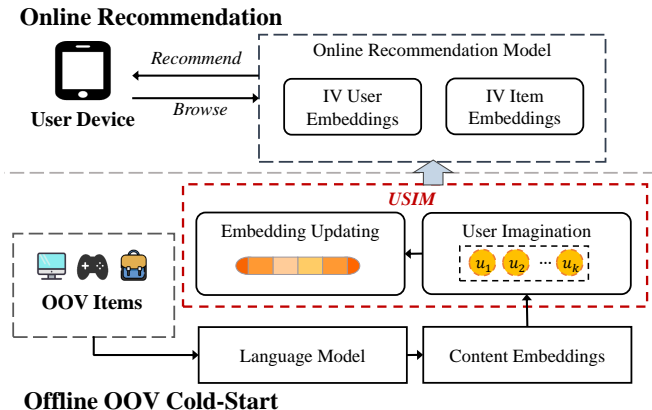 Online Recommendation
Online Recommendation Model
Recommend
Browse
User Device
IV User
Embeddings
IV Item
Embeddings
USIM
Embedding Updating
User Imagination
u1 u2 ... uk
OOV Items
Language Model
Content Embeddings
Offline OOV Cold-Start